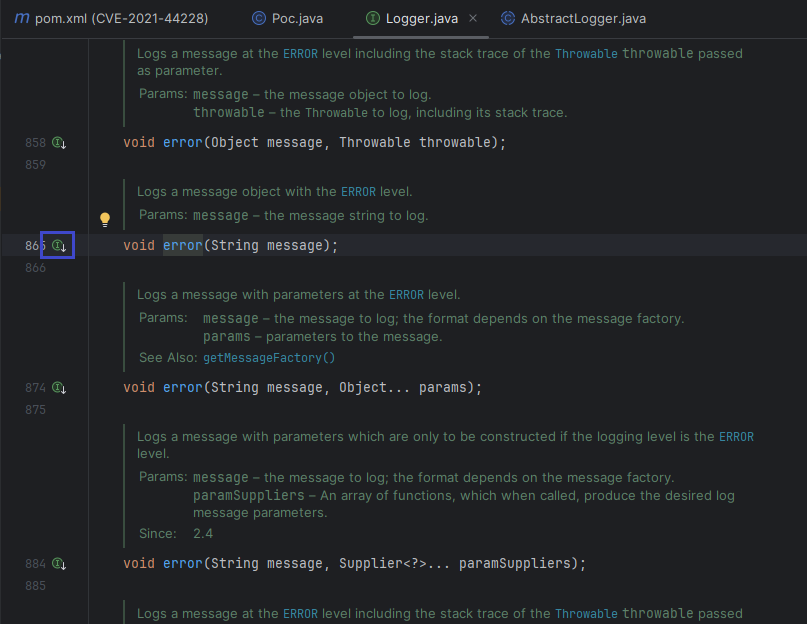 m pom.xml (CVE-2021-44228) © Poc.java Ⓘ Logger.java × © AbstractLogger.java
Logs a message at the ERROR level including the stack trace of the Throwable throwable passed
as parameter.
Params: message – the message object to log.
throwable – the Throwable to log, including its stack trace.
858 void error(Object message, Throwable throwable);
859
Logs a message object with the ERROR level.
Params: message – the message string to log.
865 void error(String message);
866
Logs a message with parameters at the ERROR level.
Params: message – the message to log; the format depends on the message factory.
params – parameters to the message.
See Also: getMessageFactory()
874 void error(String message, Object... params);
875
Logs a message with parameters which are only to be constructed if the logging level is the ERROR
level.
Params: message – the message to log; the format depends on the message factory.
paramSuppliers – An array of functions, which when called, produce the desired log
message parameters.
Since: 2.4
884 void error(String message, Supplier<?>... paramSuppliers);
885
Logs a message at the ERROR level including the stack trace of the Throwable throwable passed